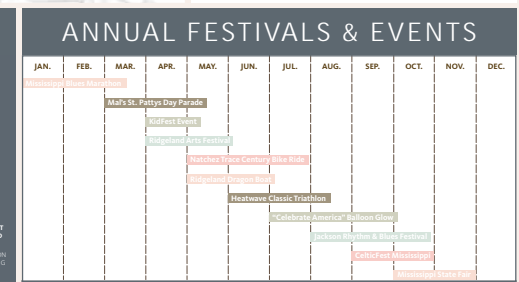 ANNUAL FESTIVALS & EVENTS
JAN. FEB. MAR. APR. MAY. JUN. JUL. AUG. SEP. OCT. NOV. DEC.
Mississippi Blues Marathon
Mal's St. Pattys Day Parade
KidFest Event
Ridgeland Arts Festival
Natchez Trace Century Bike Ride
Ridgeland Dragon Boat
Heatwave Classic Triathlon
"Celebrate America" Balloon Glow
Jackson Rhythm & Blues Festival
CelticFest Mississippi
Mississippi State Fair